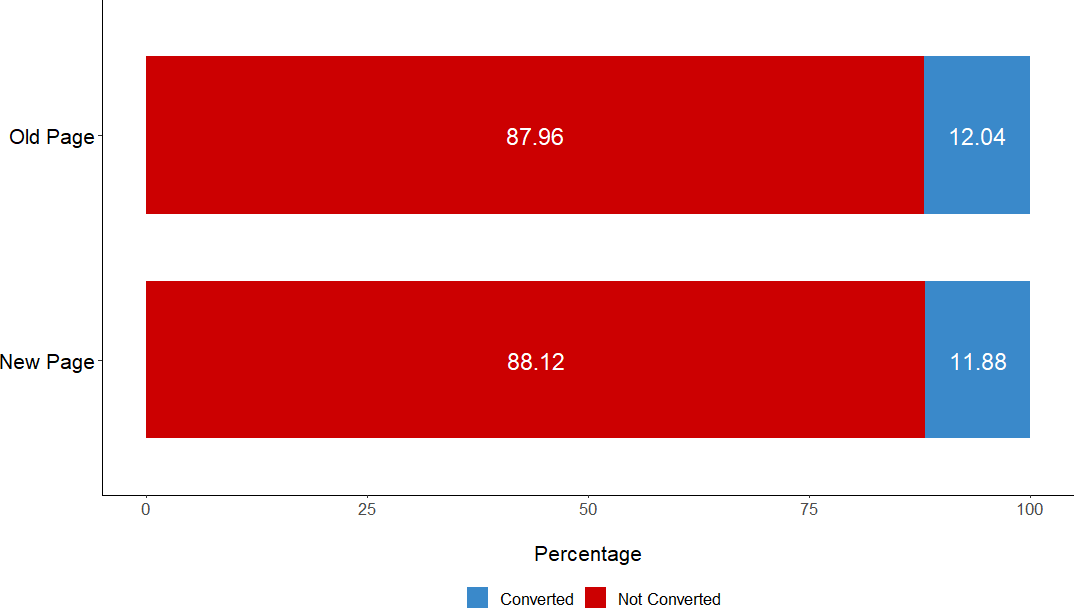 Old Page
87.96 12.04
New Page
88.12 11.88
0 25 50 75 100
Percentage
Converted Not Converted